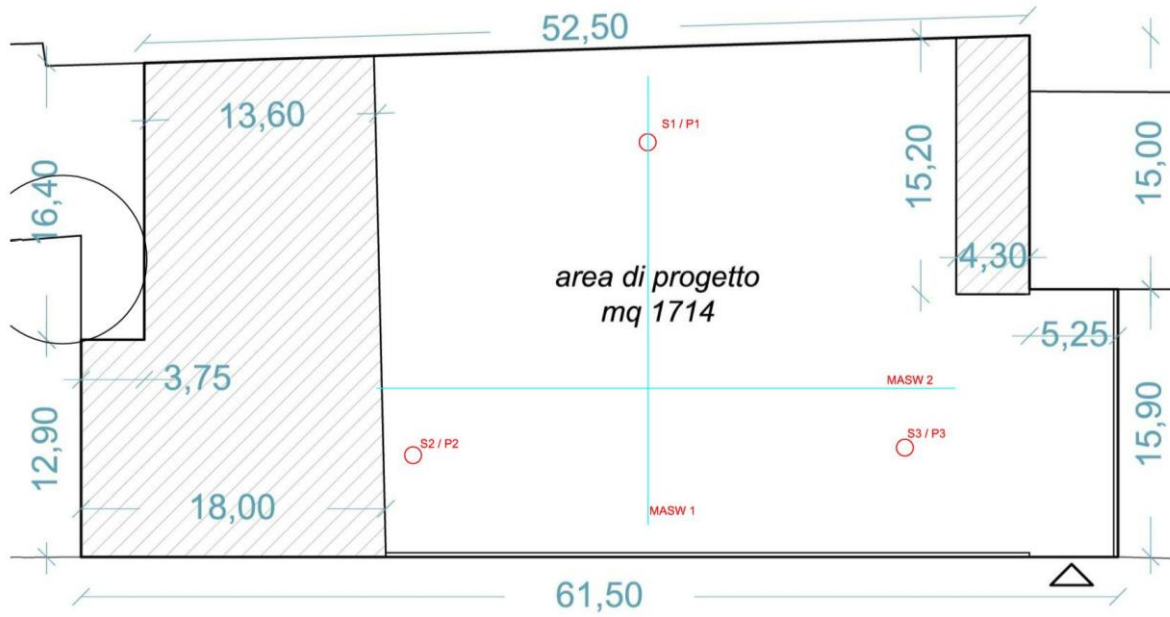 52,50
13,60
S1 / P1
16,40
15,20
15,00
4,30
area di progetto
mq 1714
5,25
3,75
MASW 2
12,90
S2 / P2
S3 / P3
15,90
18,00
MASW 1
61,50